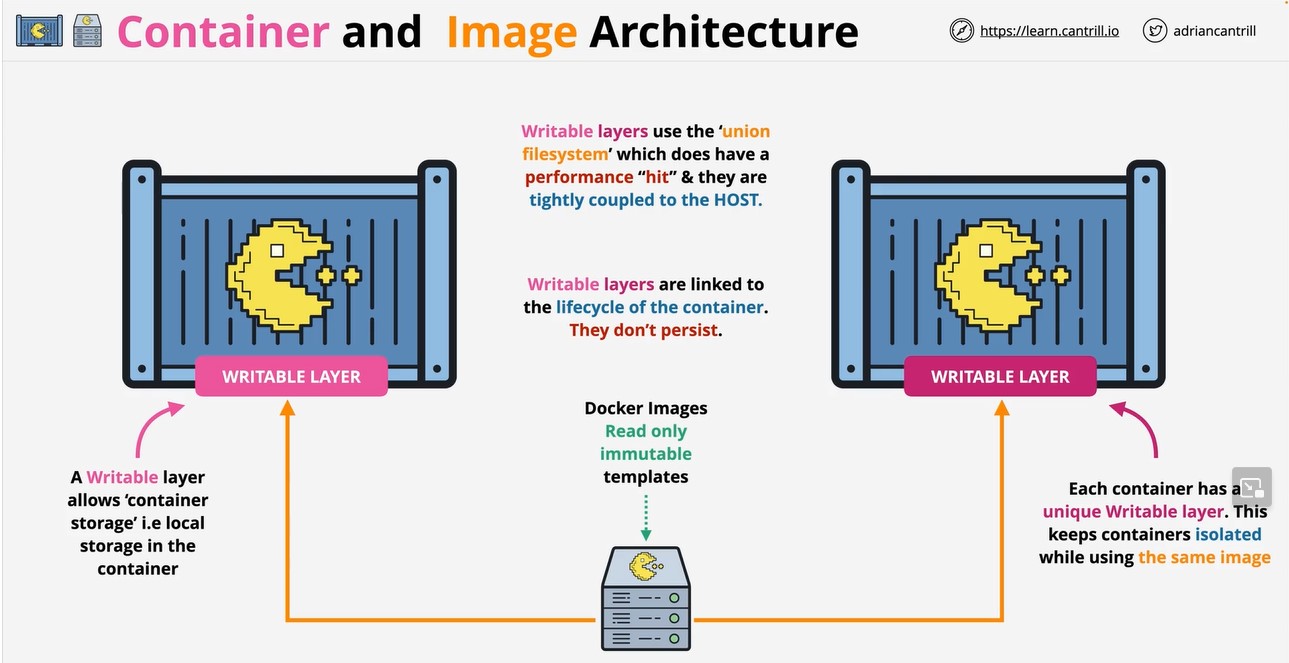 Container and Image Architecture
https://learn.cantrill.io
adriancantrill
Writable layers use the ‘union
filesystem’ which does have a
performance “hit” & they are
tightly coupled to the HOST.
Writable layers are linked to
the lifecycle of the container.
They don’t persist.
WRITABLE LAYER
WRITABLE LAYER
A Writable layer
allows ‘container
storage’ i.e local
storage in the
container
Docker Images
Read only
immutable
templates
Each container has a
unique Writable layer. This
keeps containers isolated
while using the same image